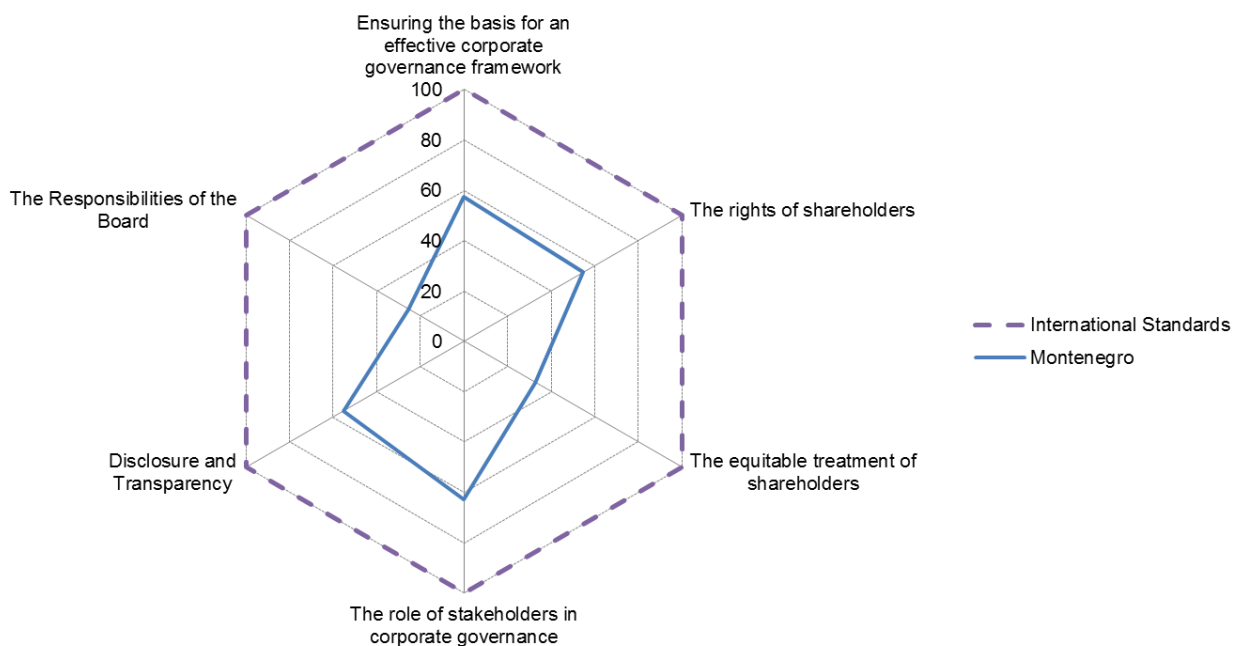 Ensuring the basis for an
effective corporate
governance framework
100
80
60
40
20
0
The Responsibilities of the
Board
The rights of shareholders
International Standards
Montenegro
Disclosure and
Transparency
The equitable treatment of
shareholders
The role of stakeholders in
corporate governance